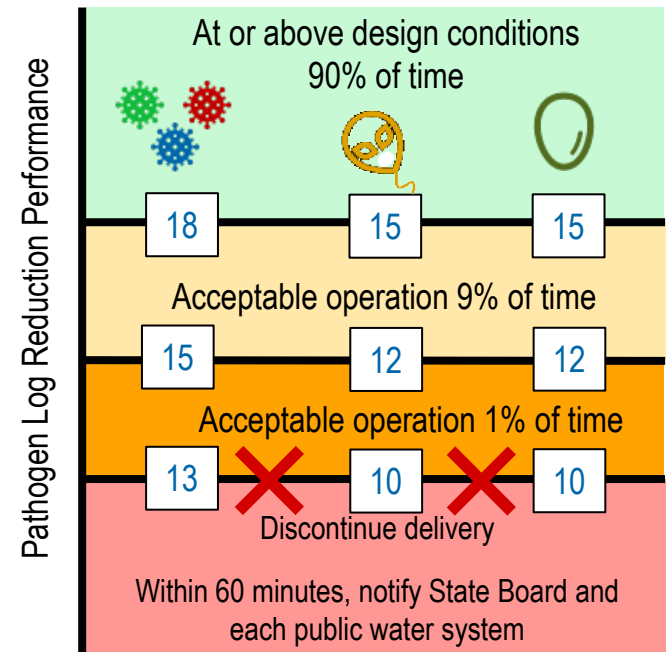 Pathogen Log Reduction Performance
At or above design conditions
90% of time
18 15 15
Acceptable operation 9% of time
15 12 12
Acceptable operation 1% of time
13 10 10
Discontinue delivery
Within 60 minutes, notify State Board and
each public water system